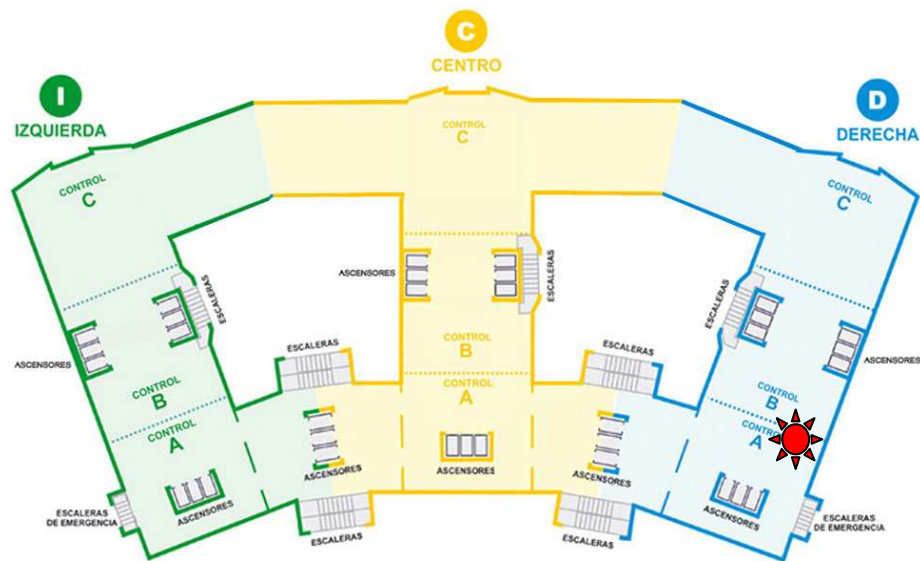 C
CENTRO
I
IZQUIERDA
D
DERECHA
CONTROL
C
CONTROL
C
CONTROL
C
ASCENSORES
ESCALERAS
ESCALERAS
ESCALERAS
ASCENSORES
ASCENSORES
ESCALERAS
ESCALERAS
CONTROL
B
CONTROL
B
CONTROL
B
CONTROL
A
CONTROL
A
CONTROL
A
ASCENSORES
ASCENSORES
ASCENSORES
ASCENSORES
ASCENSORES
ESCALERAS
DE EMERGENCIA
ESCALERAS
DE EMERGENCIA
ESCALERAS
ESCALERAS